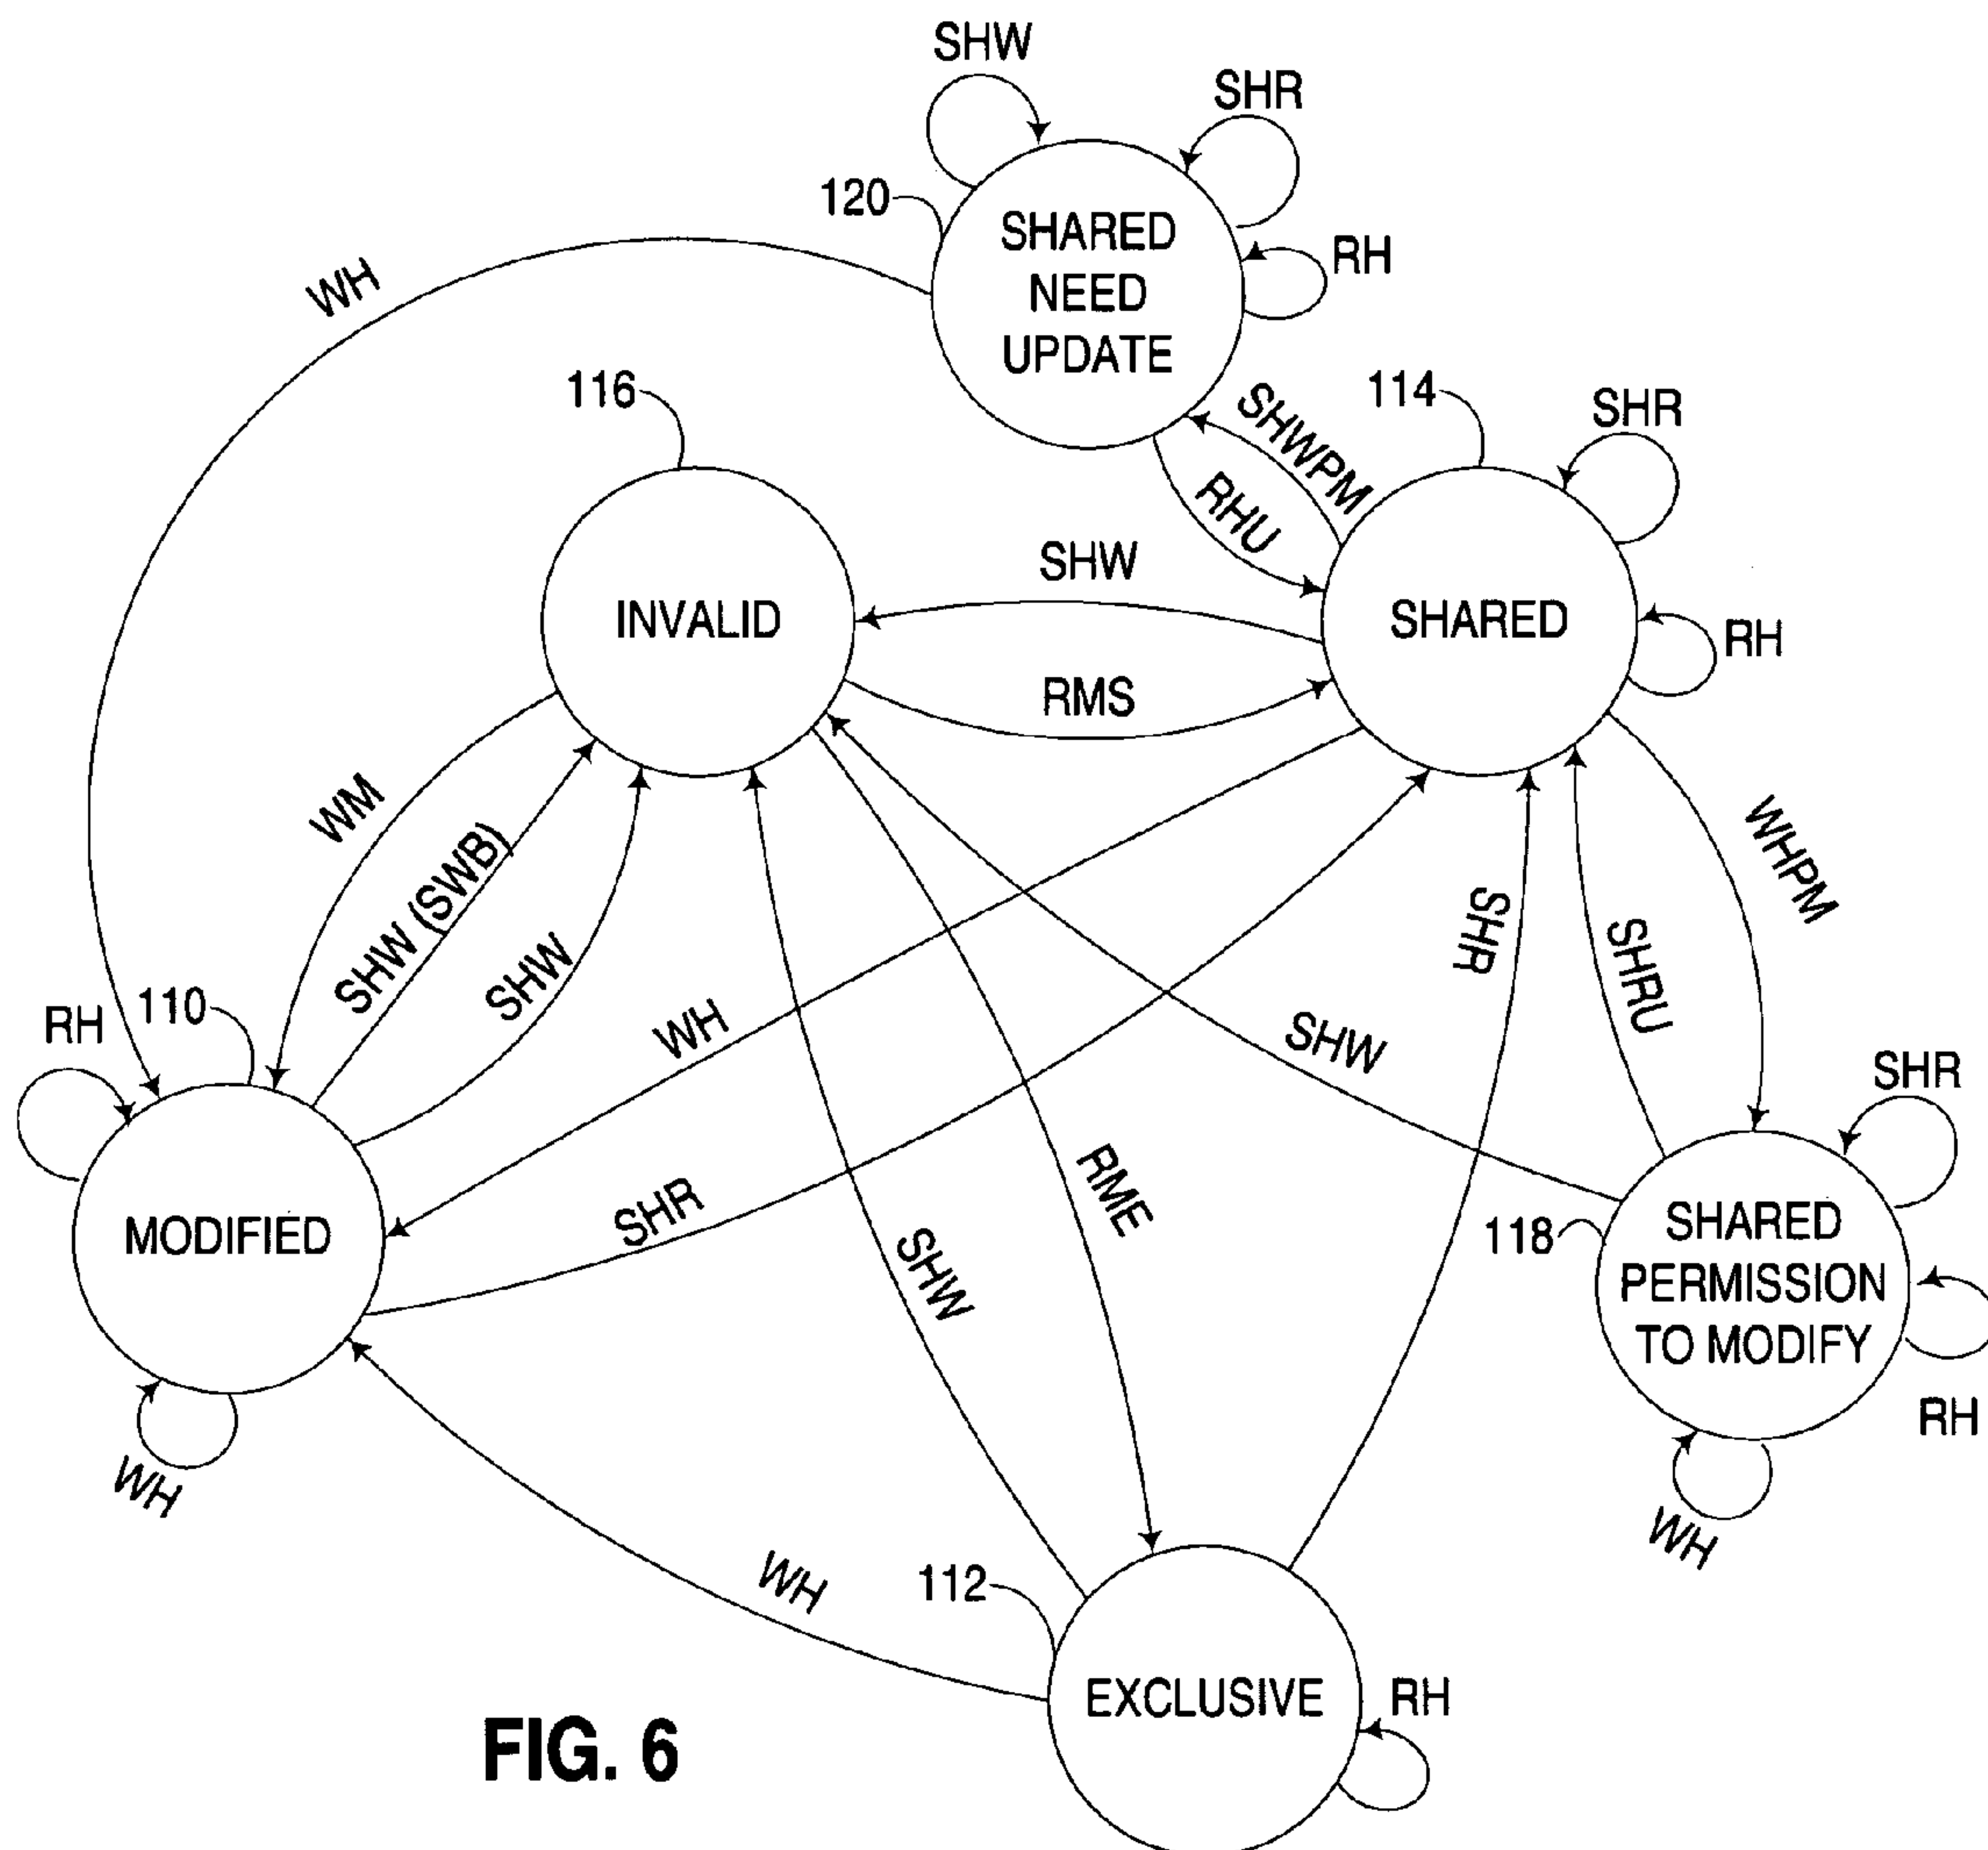 SHW
SHR
120
SHARED
NEED
UPDATE
RH
WH
116
SHWPM
114
SHR
RHU
SHW
INVALID
SHARED
RH
RMS
WM
SHW (SWB)
WHPM
SHR
SHRU
SHW
RH
110
WH
SHW
SHR
MODIFIED
SHR
RME
118
SHARED
PERMISSION
TO MODIFY
SHW
RH
WH
WH
WH
112
EXCLUSIVE
RH
FIG. 6